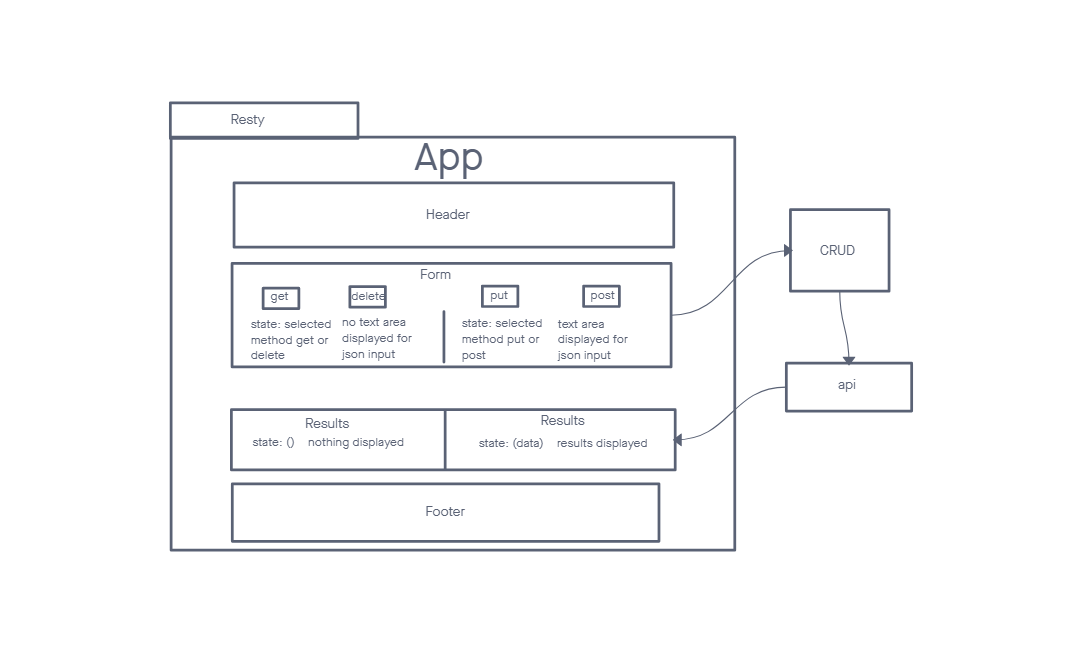 Resty
App
Header
Form
get
delete
put
post
state: selected
method get or
delete
no text area
displayed for
json input
state: selected
method put or
post
text area
displayed for
json input
CRUD
api
Results
state: () nothing displayed
Results
state: (data) results displayed
Footer